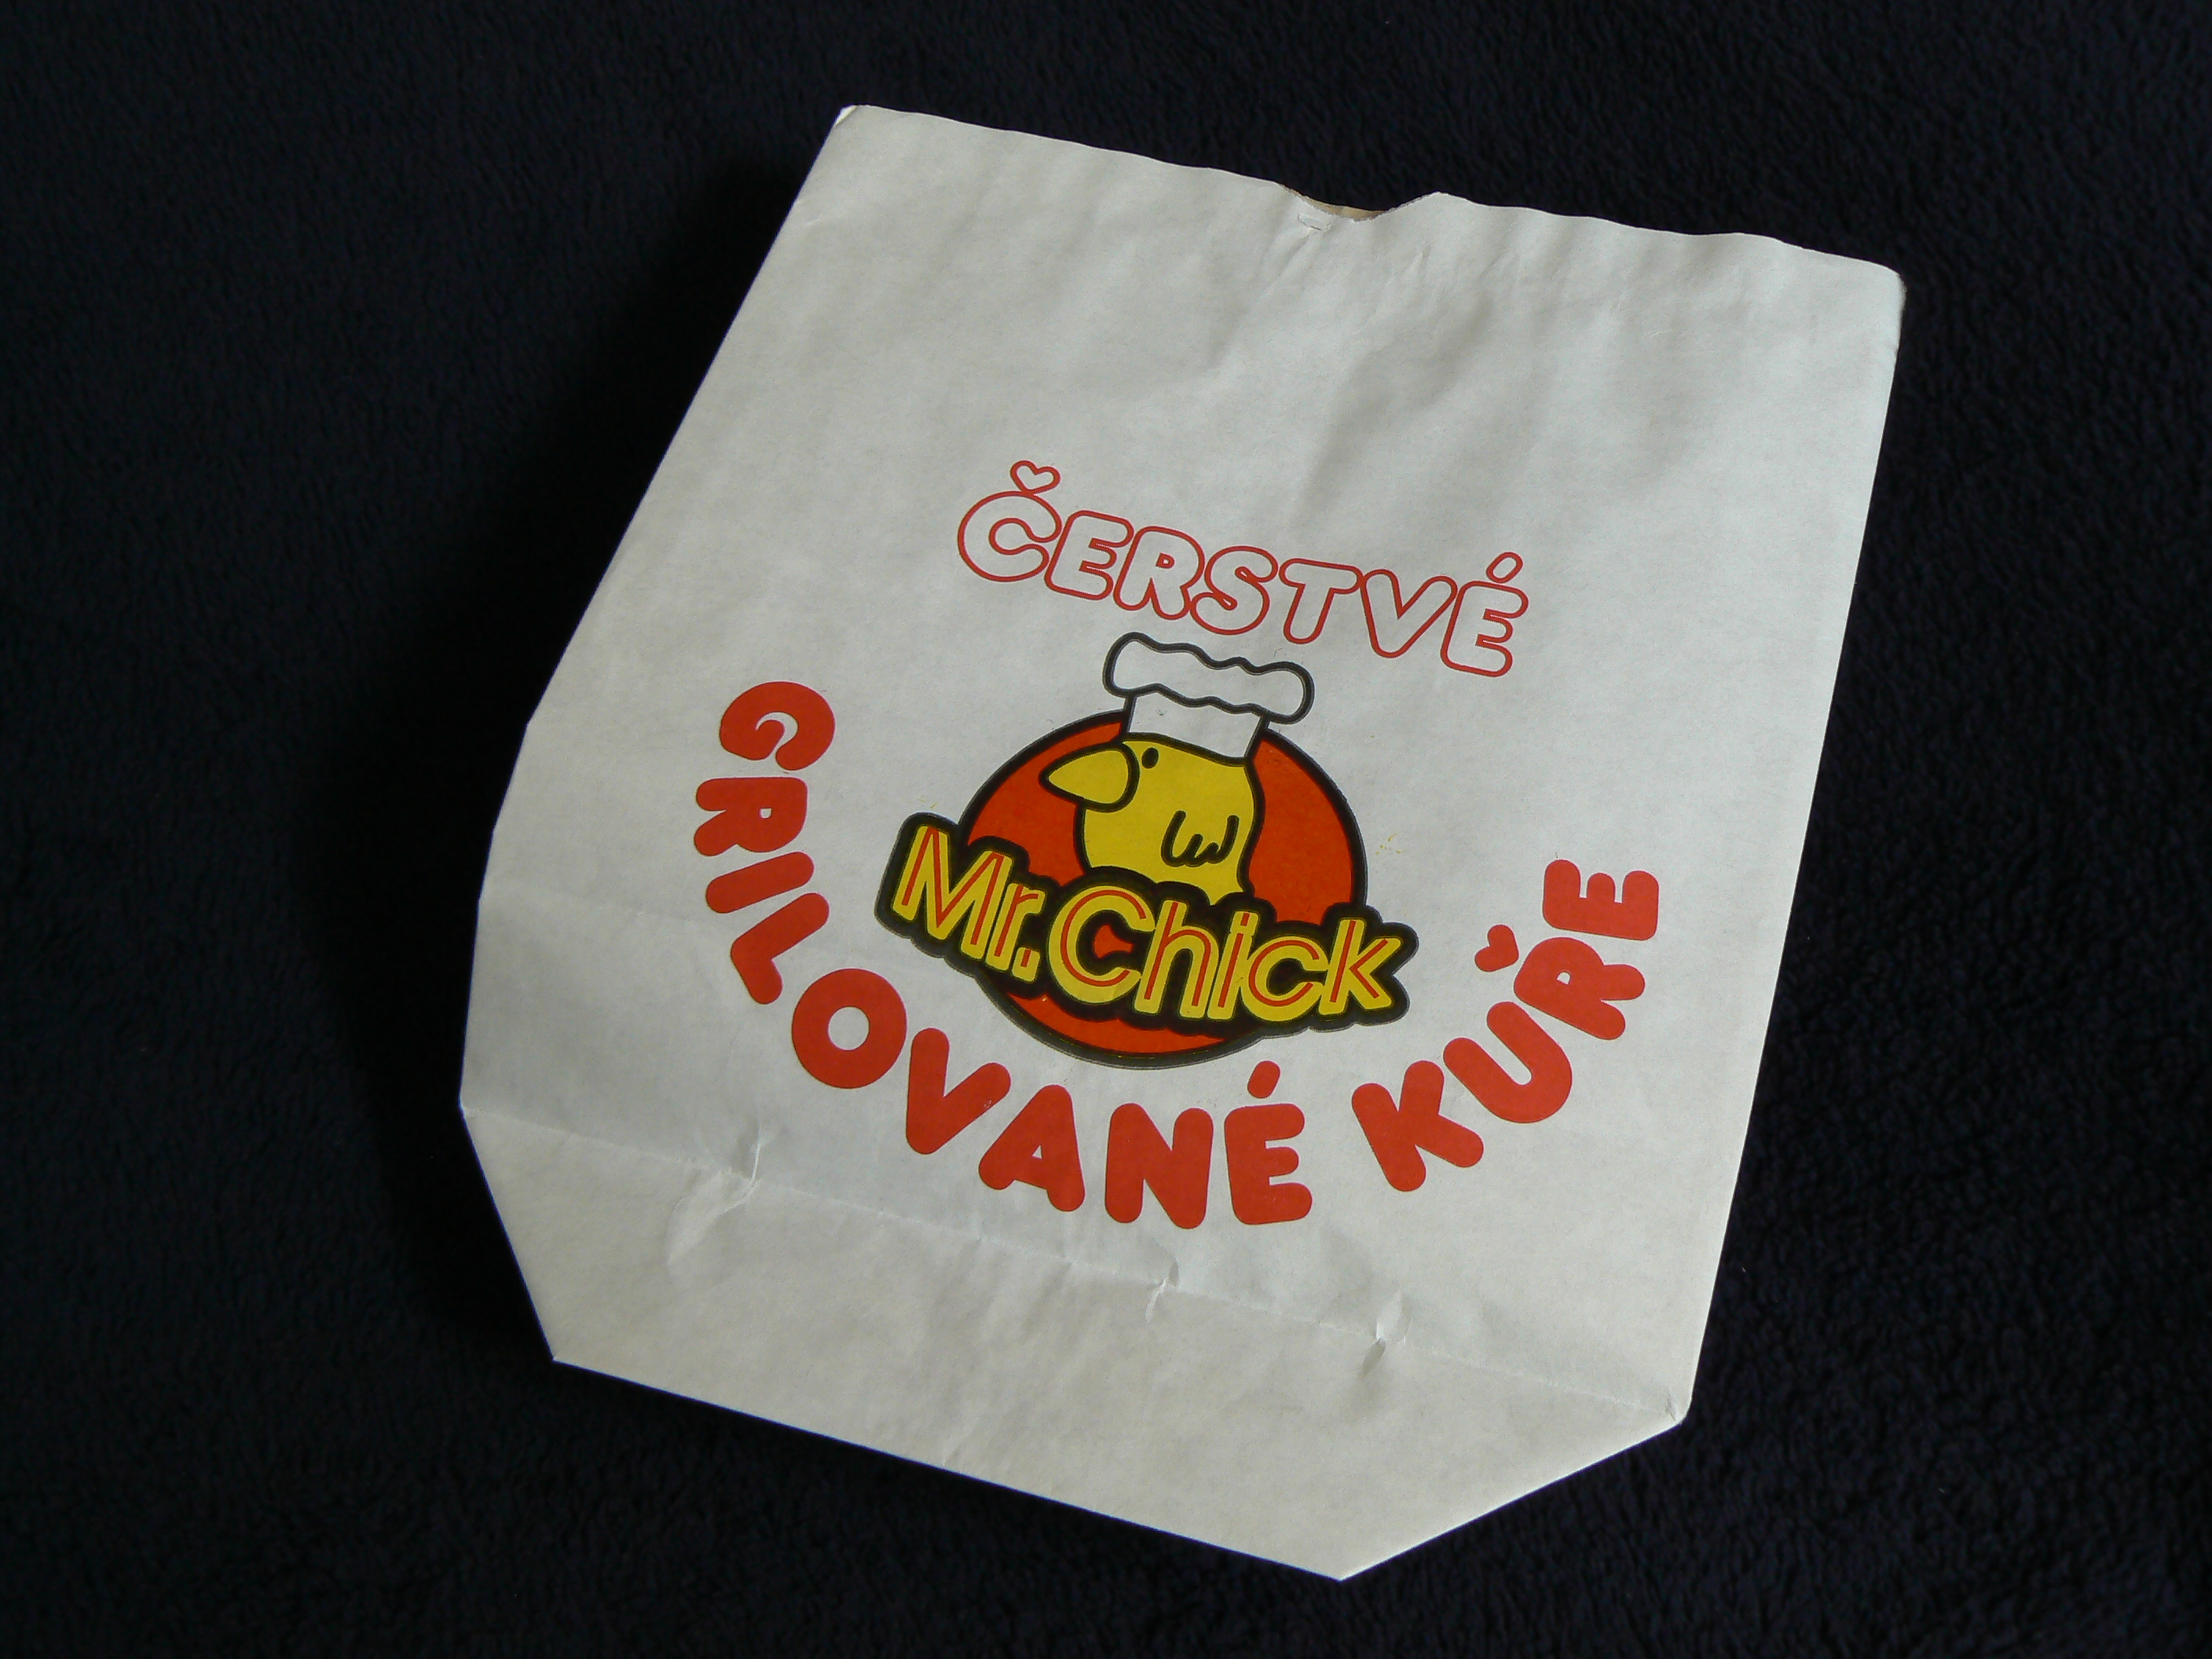 ČERSTVÉ
Mr. Chick
GRILOVANÉ KUŘE